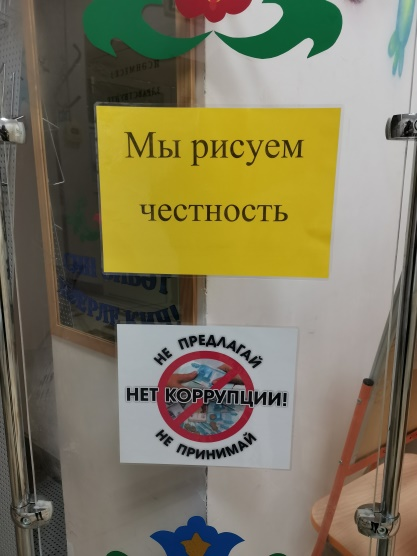 Мы рисуем
честность
НЕ ПРЕДЛАГАЙ
НЕТ КОРРУПЦИИ!
НЕ ПРИНИМАЙ